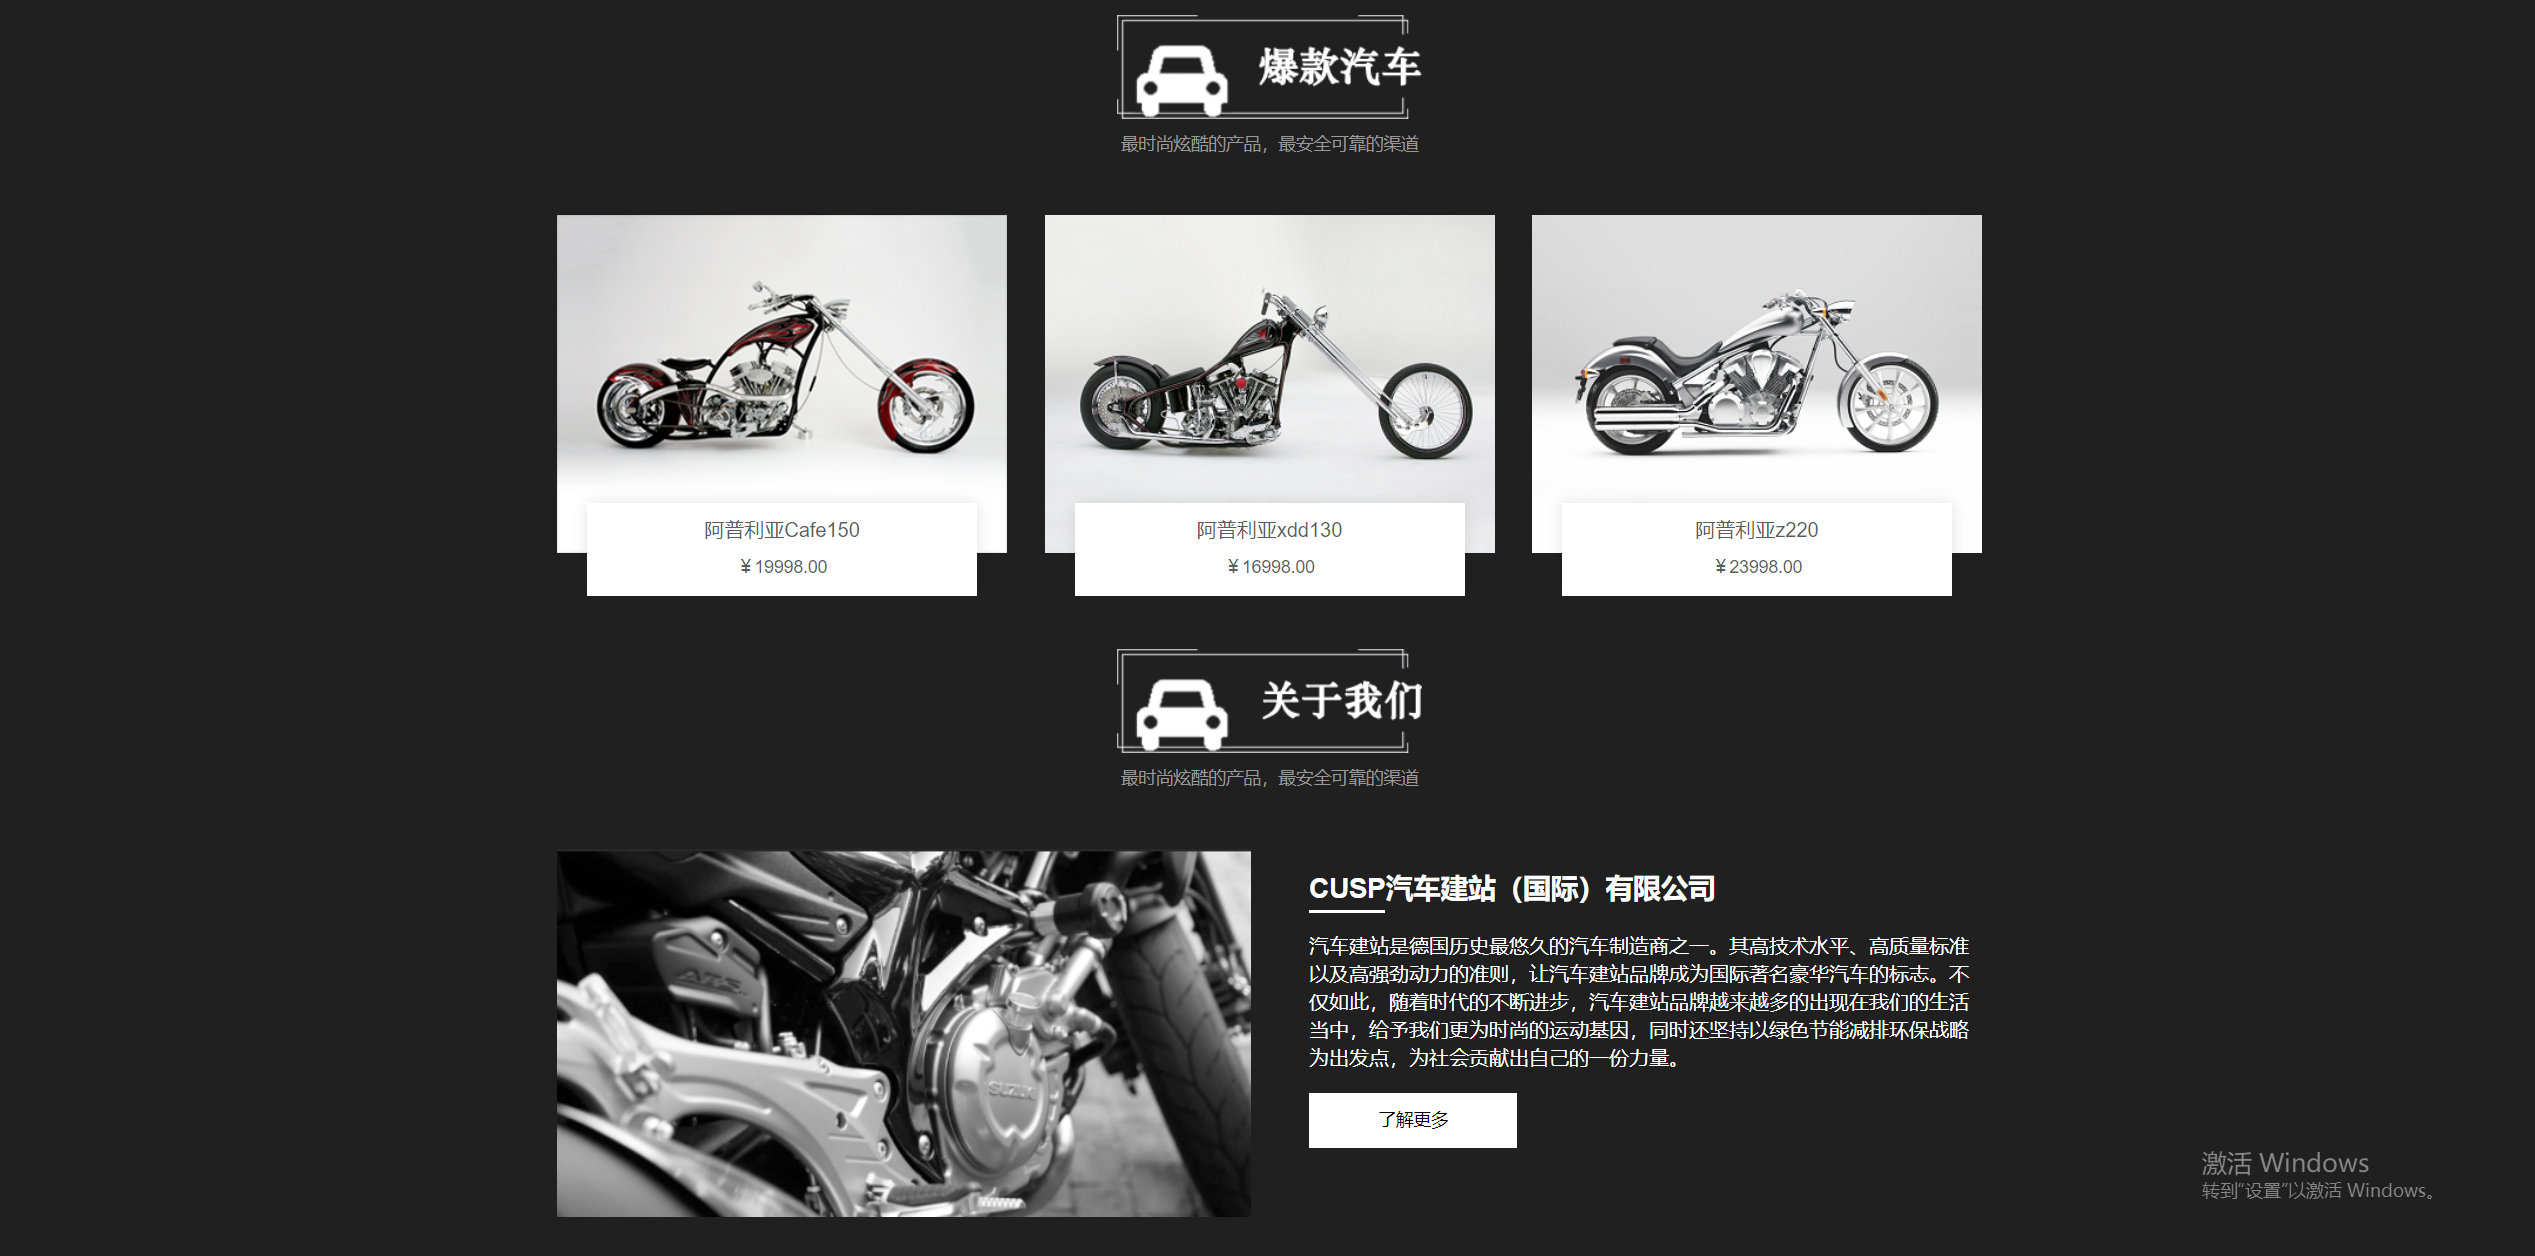 爆款汽车
最时尚炫酷的产品，最安全可靠的渠道
阿普利亚Cafe150
￥19998.00
阿普利亚xdd130
￥16998.00
阿普利亚z220
￥23998.00
关于我们
最时尚炫酷的产品，最安全可靠的渠道
ABS
SUZUKI
CUSP汽车建站（国际）有限公司
汽车建站是德国历史最悠久的汽车制造商之一。其高技术水平、高质量标准
以及高强劲动力的准则，让汽车建站品牌成为国际著名豪华汽车的标志。不
仅如此，随着时代的不断进步，汽车建站品牌越来越多的出现在我们的生活
当中，给予我们更为时尚的运动基因，同时还坚持以绿色节能减排环保战略
为出发点，为社会贡献出自己的一份力量。
了解更多
激活 Windows
转到“设置”以激活 Windows。